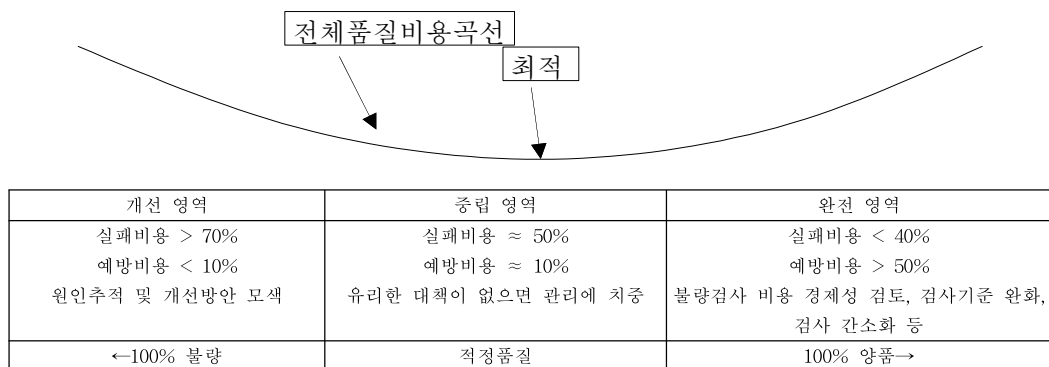 전체품질비용곡선
최적
개선 영역
중립 영역
완전 영역
실패비용 > 70%
예방비용 < 10%
원인추적 및 개선방안 모색
실패비용 ≈ 50%
예방비용 ≈ 10%
유리한 대책이 없으면 관리에 치중
실패비용 < 40%
예방비용 > 50%
불량검사 비용 경제성 검토, 검사기준 완화,
검사 간소화 등
←100% 불량
적정품질
100% 양품→